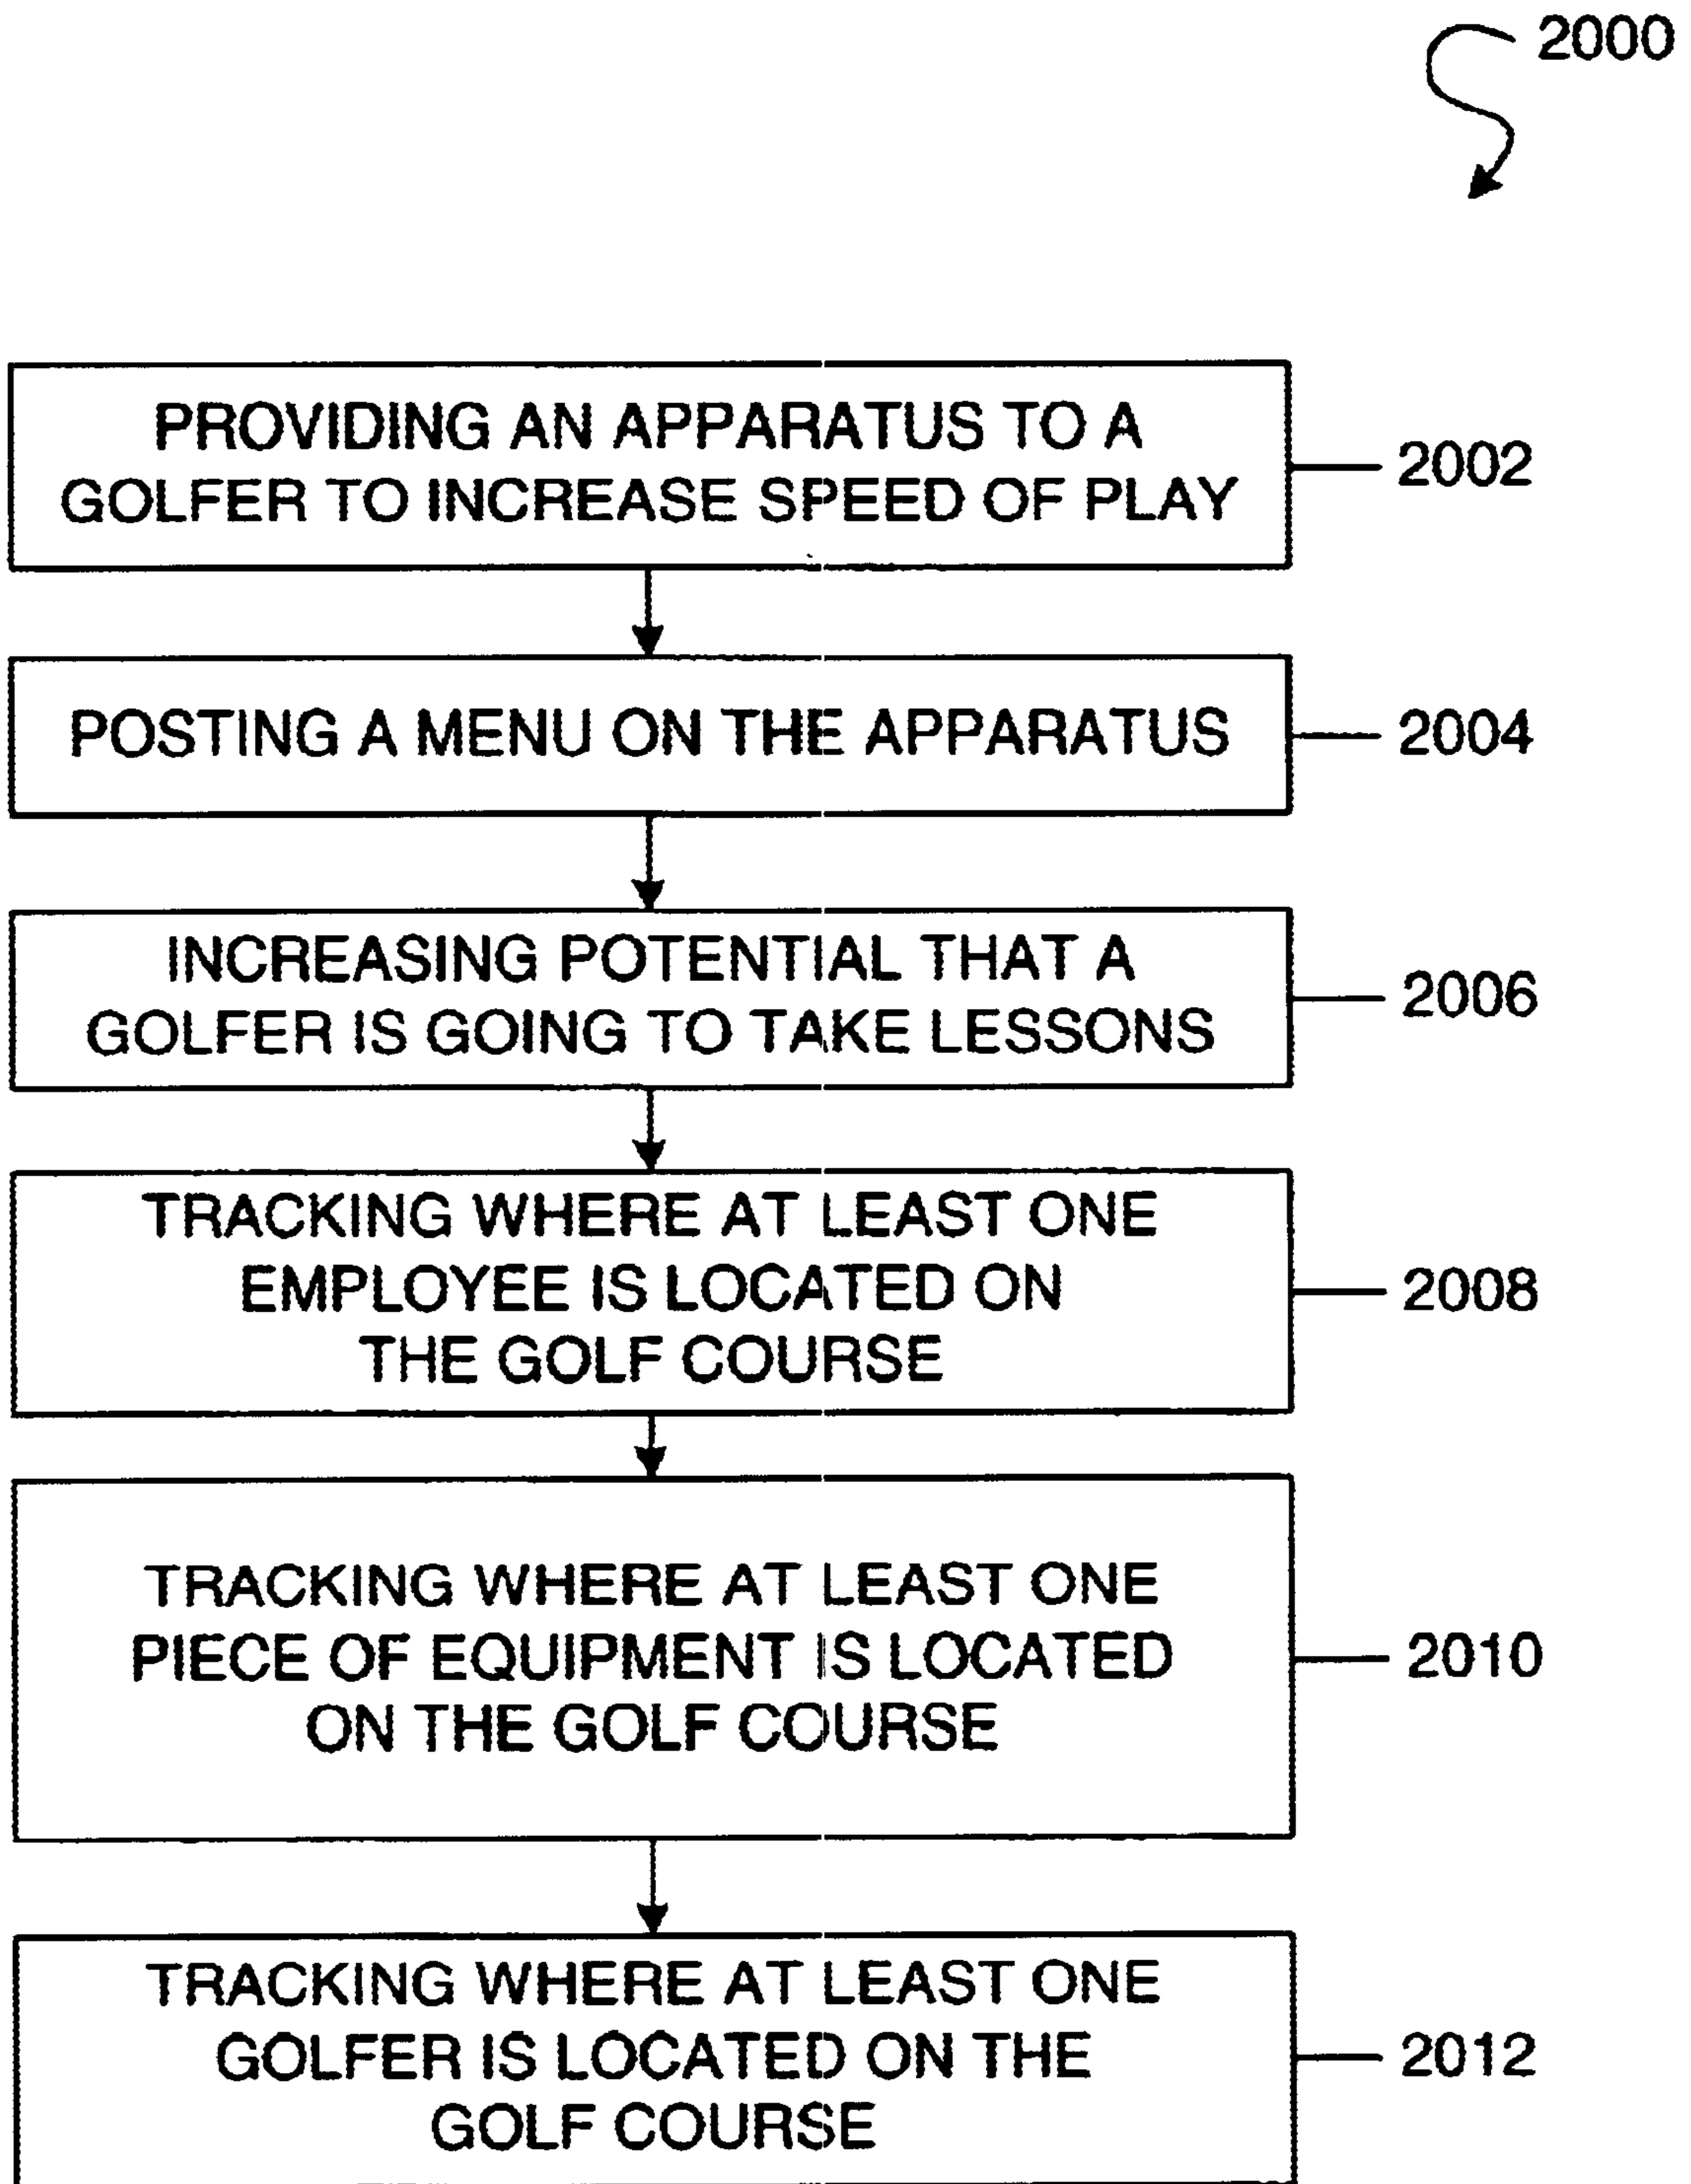 2000
PROVIDING AN APPARATUS TO A
GOLFER TO INCREASE SPEED OF PLAY
2002
POSTING A MENU ON THE APPARATUS
2004
INCREASING POTENTIAL THAT A
GOLFER IS GOING TO TAKE LESSONS
2006
TRACKING WHERE AT LEAST ONE
EMPLOYEE IS LOCATED ON
THE GOLF COURSE
2008
TRACKING WHERE AT LEAST ONE
PIECE OF EQUIPMENT IS LOCATED
ON THE GOLF COURSE
2010
TRACKING WHERE AT LEAST ONE
GOLFER IS LOCATED ON THE
GOLF COURSE
2012